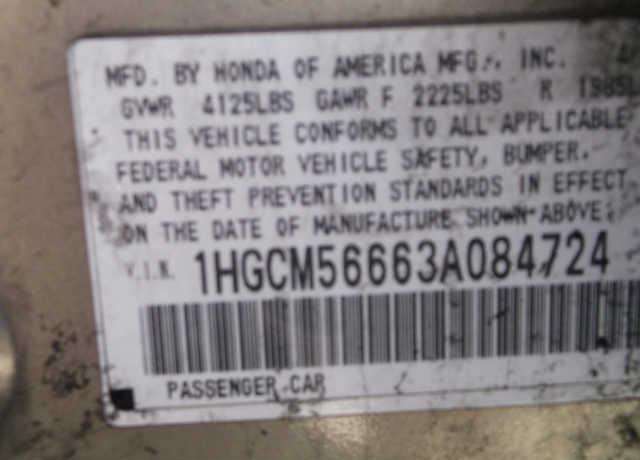 MFD. BY HONDA OF AMERICA MFG., INC.
GVWR 4125LBS GAWR F 2225LBS R
THIS VEHICLE CONFORMS TO ALL APPLICABLE
FEDERAL MOTOR VEHICLE SAFETY, BUMPER,
AND THEFT PREVENTION STANDARDS IN EFFECT
ON THE DATE OF MANUFACTURE SHOWN ABOVE.
V.I.N. 1HGCM56663A084724
PASSENGER CAR